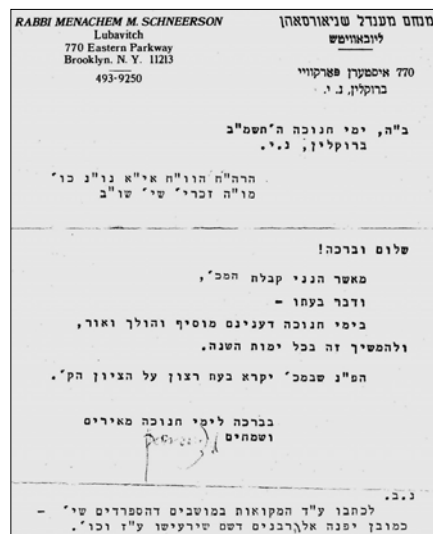 RABBI MENACHEM M. SCHNEERSON
Lubavitch
770 Eastern Parkway
Brooklyn. N. Y. 11213
493-9250
מנחם מענדל שניאורסאהן
ליובאוויטש
770 איסטערן פארקוויי
ברוקלין, נ. י.
ב"ה, ימי חנוכה ה'תשמ"ב
ברוקלין, נ.י.
הרה"ח הוו"ח אי"א נו"נ כו'
מו"ה זכרי' שי' שו"ב
שלום וברכה!
מאשר הנני קבלת המכ',
ודבר בעתו –
בימי חנוכה דענינם מוסיף והולך ואור,
ולהמשיך זה בכל ימות השנה.
הפ"נ שבמכ' יקרא בעת רצון על הציון הק'.
בברכה לימי חנוכה מאירים
ושמחים
נ.ב.
לכתבו ע"ד המקואות במושבים דהספרדים שי' –
כמובן יפנה אל רבנים דשם שירעישו ע"ז וכו'.